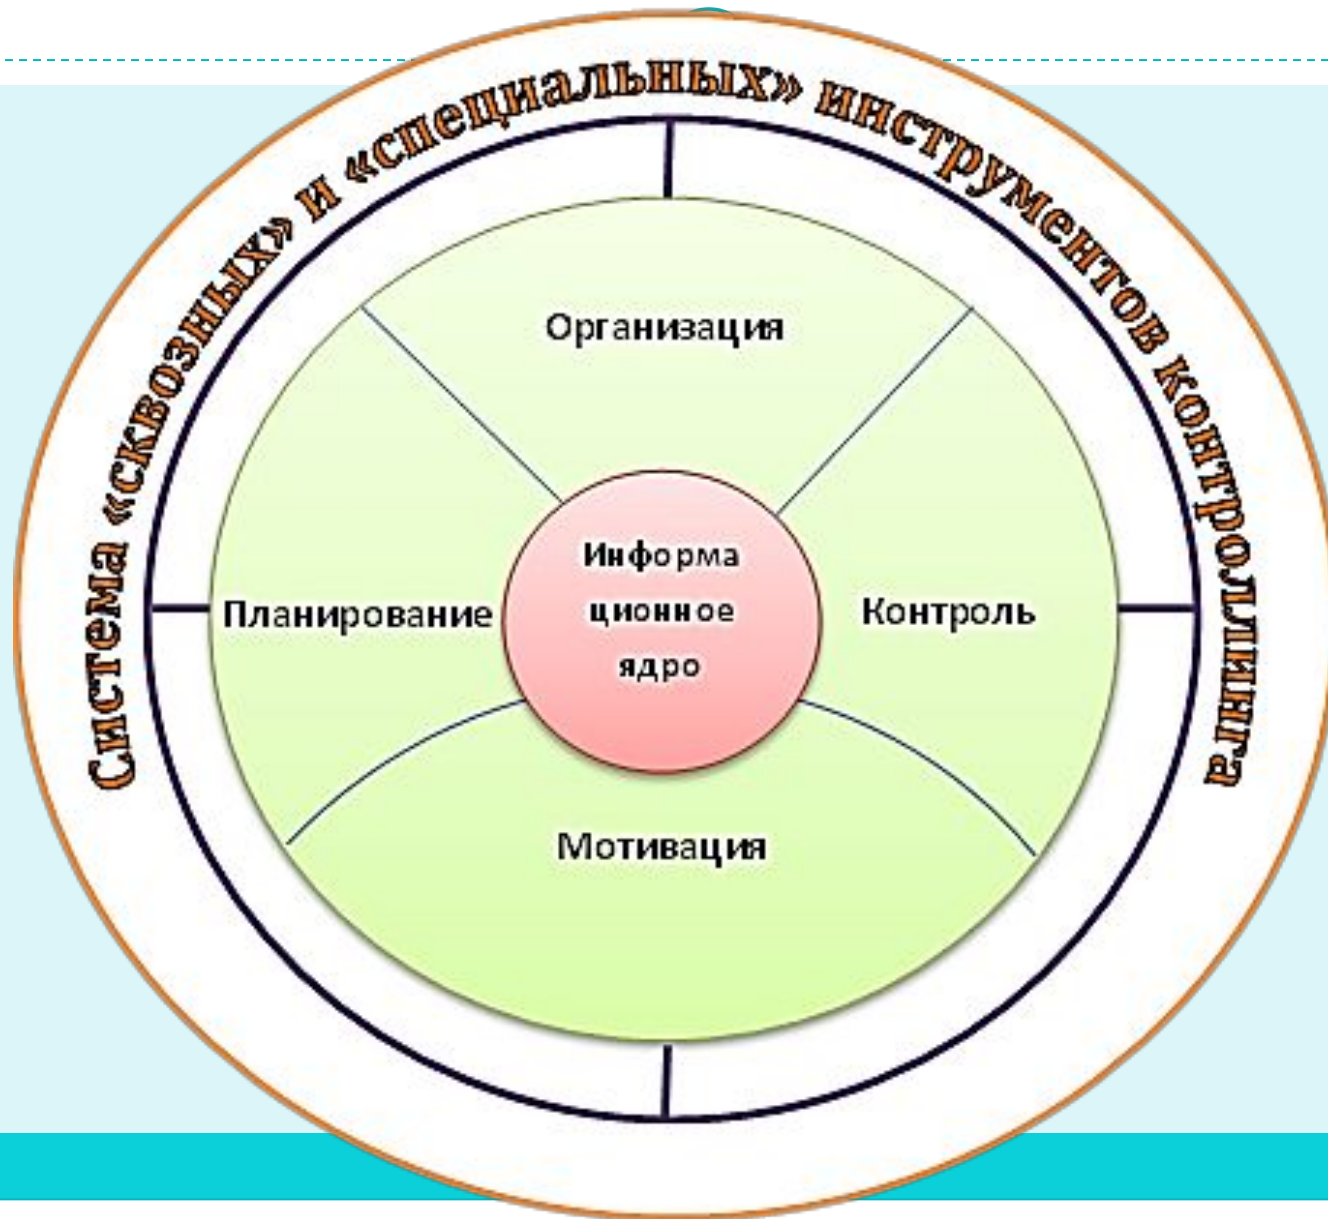 Система «сквозных» и «специальных» инструментов контроллинга
Организация
Планирование
Информа
ционное
ядро
Контроль
Мотивация